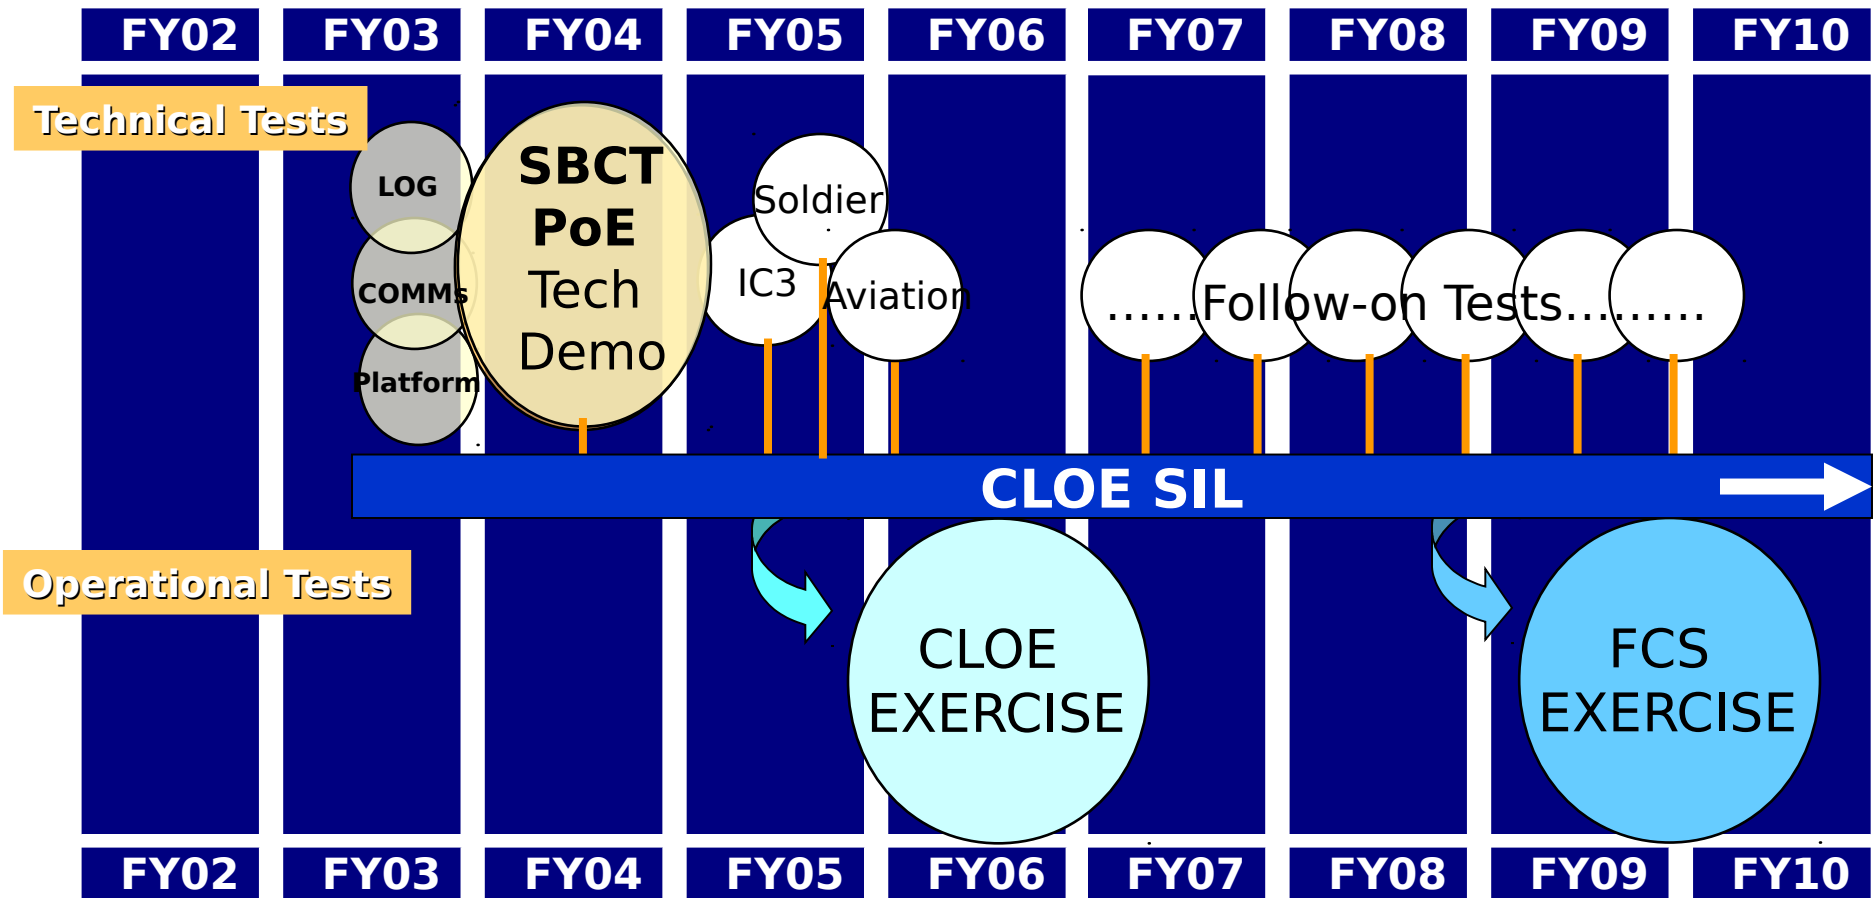 FY02 FY03 FY04 FY05 FY06 FY07 FY08 FY09 FY10
Technical Tests
LOG
COMMs
Platform
SBCT
PoE
Tech
Demo
Soldier
IC3
Aviation
......Follow-on Tests.........
CLOE SIL
Operational Tests
CLOE
EXERCISE
FCS
EXERCISE
FY02 FY03 FY04 FY05 FY06 FY07 FY08 FY09 FY10